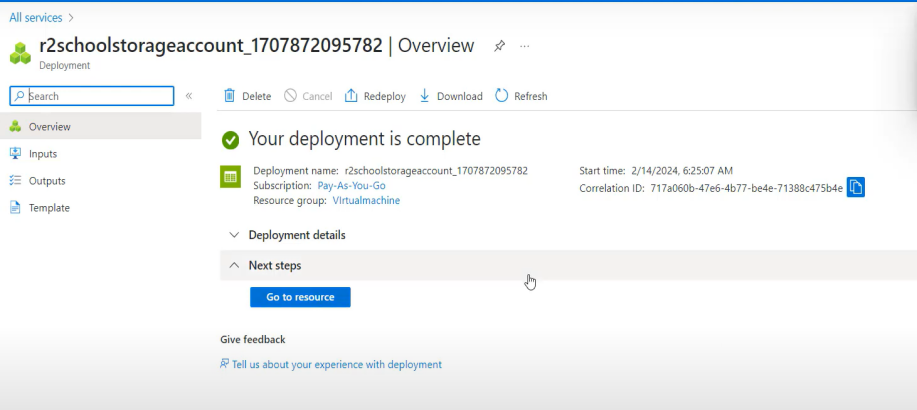 All services >
r2schoolstorageaccount_1707872095782 | Overview ...
Deployment
Search «
Overview
Inputs
Outputs
Template
Delete Cancel Redeploy Download Refresh
Your deployment is complete
Deployment name: r2schoolstorageaccount_1707872095782
Subscription: Pay-As-You-Go
Resource group: VIrtualmachine
Start time: 2/14/2024, 6:25:07 AM
Correlation ID: 717a060b-47e6-4b77-be4e-71388c475b4e
Deployment details
Next steps
Go to resource
Give feedback
Tell us about your experience with deployment